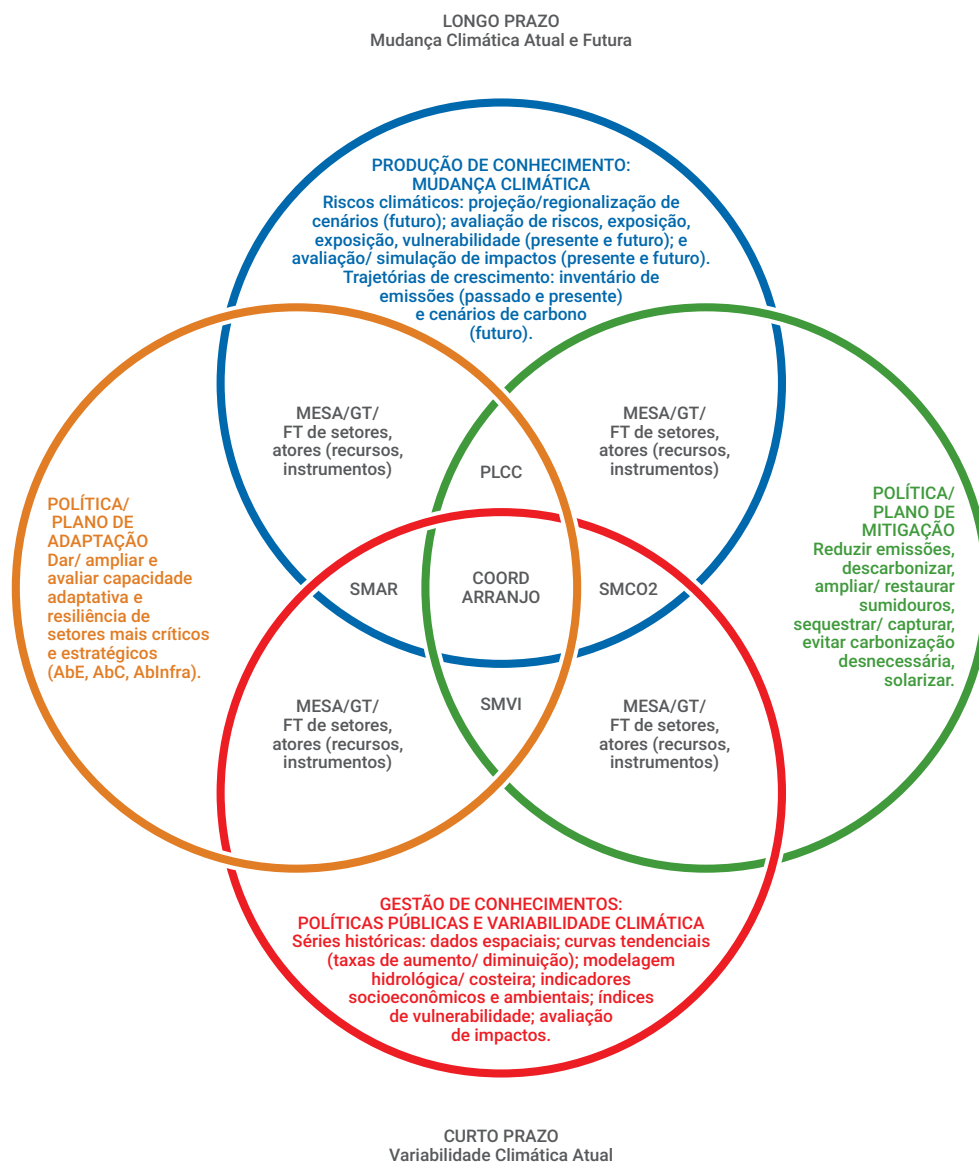 LONGO PRAZO
Mudança Climática Atual e Futura
PRODUÇÃO DE CONHECIMENTO:
MUDANÇA CLIMÁTICA
Riscos climáticos: projeção/regionalização de
cenários (futuro); avaliação de riscos, exposição,
exposição, vulnerabilidade (presente e futuro); e
avaliação/ simulação de impactos (presente e futuro).
Trajetórias de crescimento: inventário de
emissões (passado e presente)
e cenários de carbono
(futuro).
MESA/GT/
FT de setores,
atores (recursos,
instrumentos)
PLCC
MESA/GT/
FT de setores,
atores (recursos,
instrumentos)
POLÍTICA/
PLANO DE
ADAPTAÇÃO
Dar/ ampliar e
avaliar capacidade
adaptativa e
resiliência de
setores mais críticos
e estratégicos
(AbE, AbC, AbInfra).
SMAR
COORD
ARRANJO
SMCO2
POLÍTICA/
PLANO DE
MITIGAÇÃO
Reduzir emissões,
descarbonizar,
ampliar/ restaurar
sumidouros,
sequestrar/ capturar,
evitar carbonização
desnecessária,
solarizar.
MESA/GT/
FT de setores,
atores (recursos,
instrumentos)
SMVI
MESA/GT/
FT de setores,
atores (recursos,
instrumentos)
GESTÃO DE CONHECIMENTOS:
POLÍTICAS PÚBLICAS E VARIABILIDADE CLIMÁTICA
Séries históricas: dados espaciais; curvas tendenciais
(taxas de aumento/ diminuição); modelagem
hidrológica/ costeira; indicadores
socioeconômicos e ambientais; índices
de vulnerabilidade; avaliação
de impactos.
CURTO PRAZO
Variabilidade Climática Atual